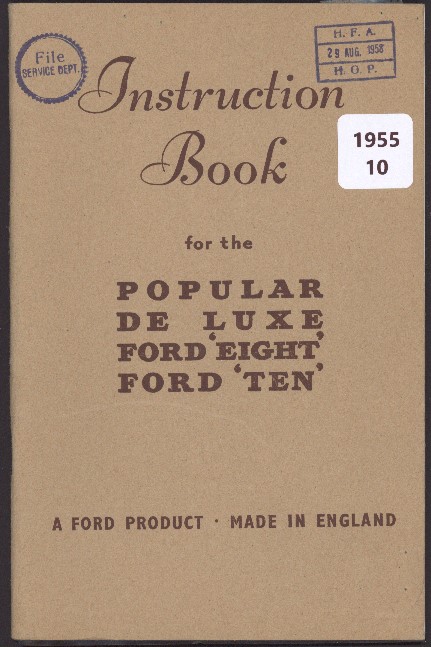 File
SERVICE DEPT.
H. F. A.
29 AUG. 1958
H. O. P.
Instruction
Book
1955
10
for the
POPULAR
DE LUXE
FORD 'EIGHT'
FORD 'TEN'
A FORD PRODUCT · MADE IN ENGLAND